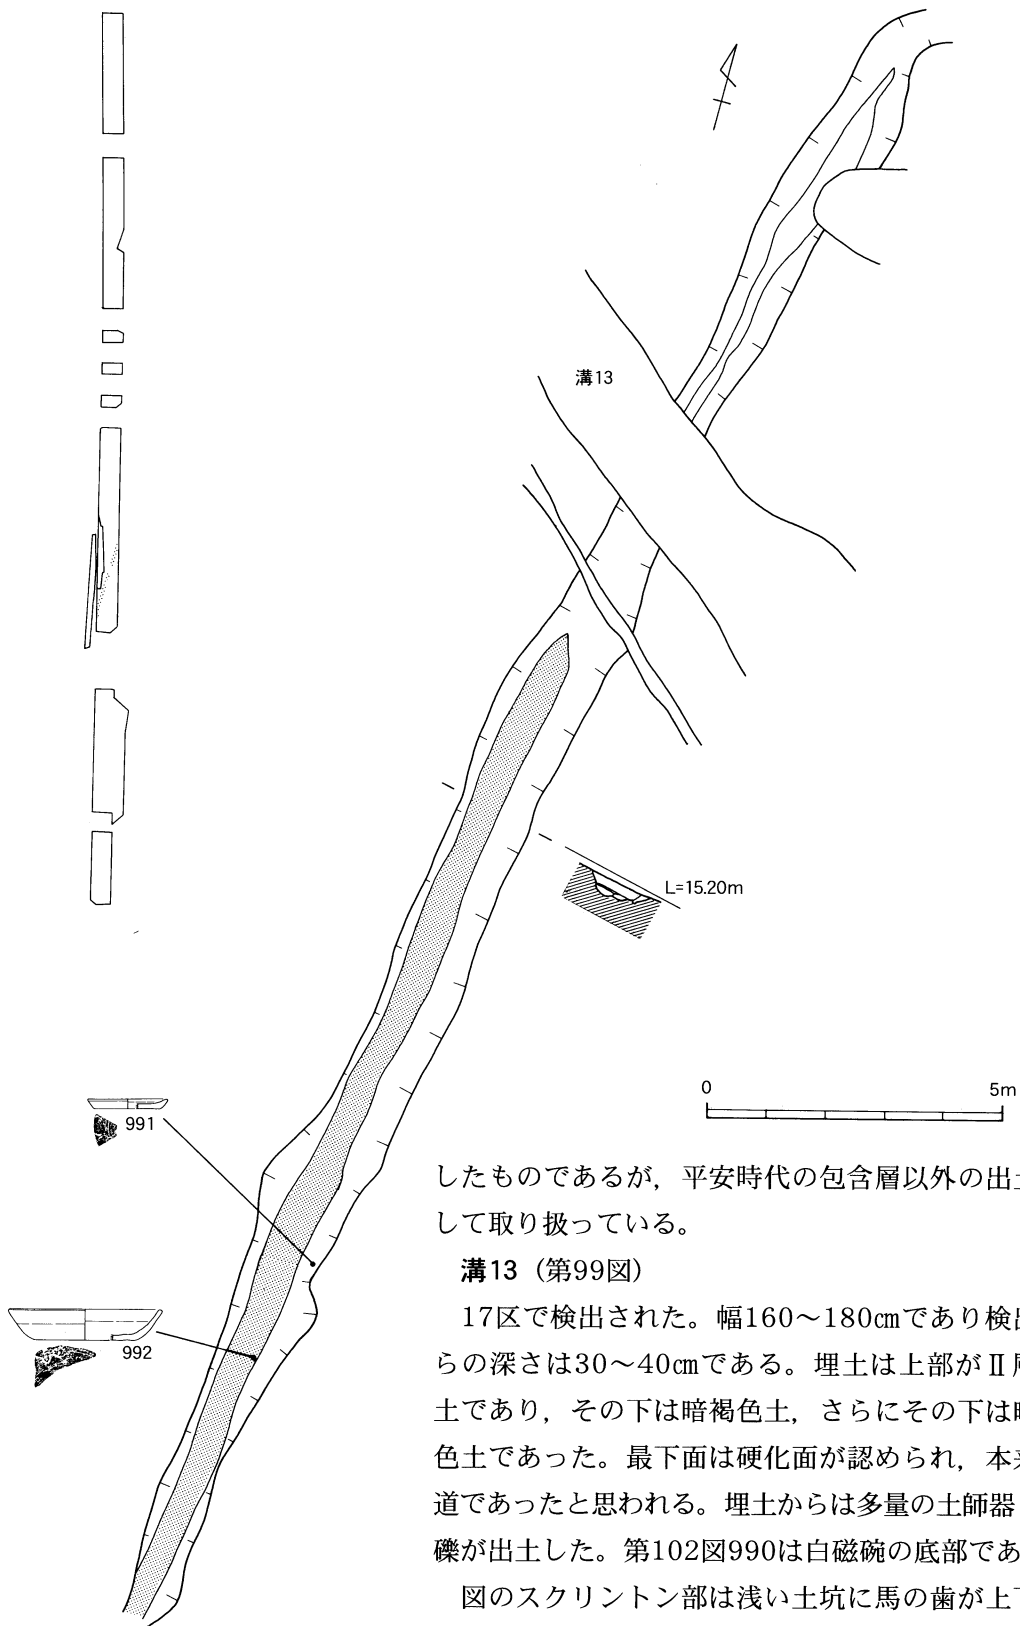 溝13
L=15.20m
0 5m
991
992
したものであるが，平安時代の包含層以外の出
して取り扱っている。
溝13（第99図）
17区で検出された。幅160～180㎝であり検出
らの深さは30～40㎝である。埋土は上部がⅡ
土であり，その下は暗褐色土，さらにその下は
色土であった。最下面は硬化面が認められ，本
道であったと思われる。埋土からは多量の土師器
礫が出土した。第102図990は白磁碗の底部であ
図のスクリントン部は浅い土坑に馬の歯が上